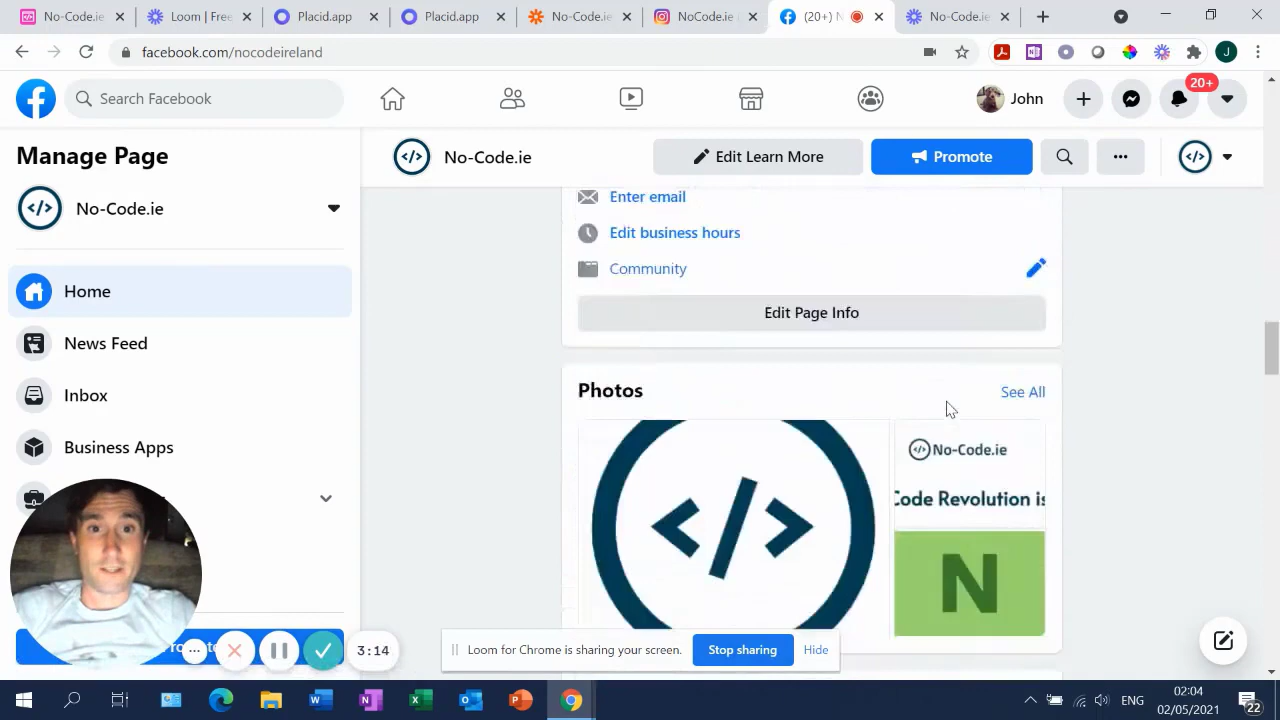 No-Code.ie
Loom | Free
Placid.app
Placid.app
No-Code.ie
NoCode.ie
(20+) N
No-Code.ie
facebook.com/nocodeireland
J
Search Facebook
John
20+
Manage Page
No-Code.ie
Edit Learn More
Promote
No-Code.ie
Enter email
Edit business hours
Home
Community
Edit Page Info
News Feed
Photos
See All
Inbox
No-Code.ie
Business Apps
Code Revolution is
N
3:14
Loom for Chrome is sharing your screen.
Stop sharing
Hide
ENG
02:04
02/05/2021
22